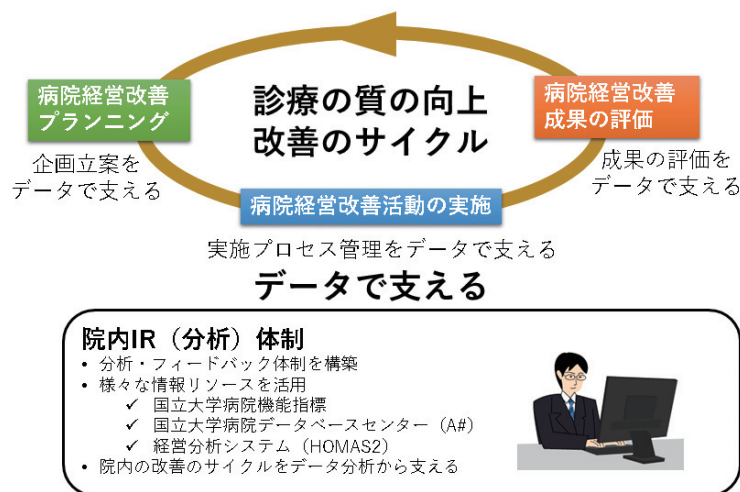 診療の質の向上
改善のサイクル
病院経営改善
プランニング
企画立案を
データで支える
病院経営改善
成果の評価
成果の評価を
データで支える
病院経営改善活動の実施
実施プロセス管理をデータで支える
データで支える
院内IR（分析）体制
• 分析・フィードバック体制を構築
• 様々な情報リソースを活用
✓ 国立大学病院機能指標
✓ 国立大学病院データベースセンター（A#）
✓ 経営分析システム（HOMAS2）
• 院内の改善のサイクルをデータ分析から支える